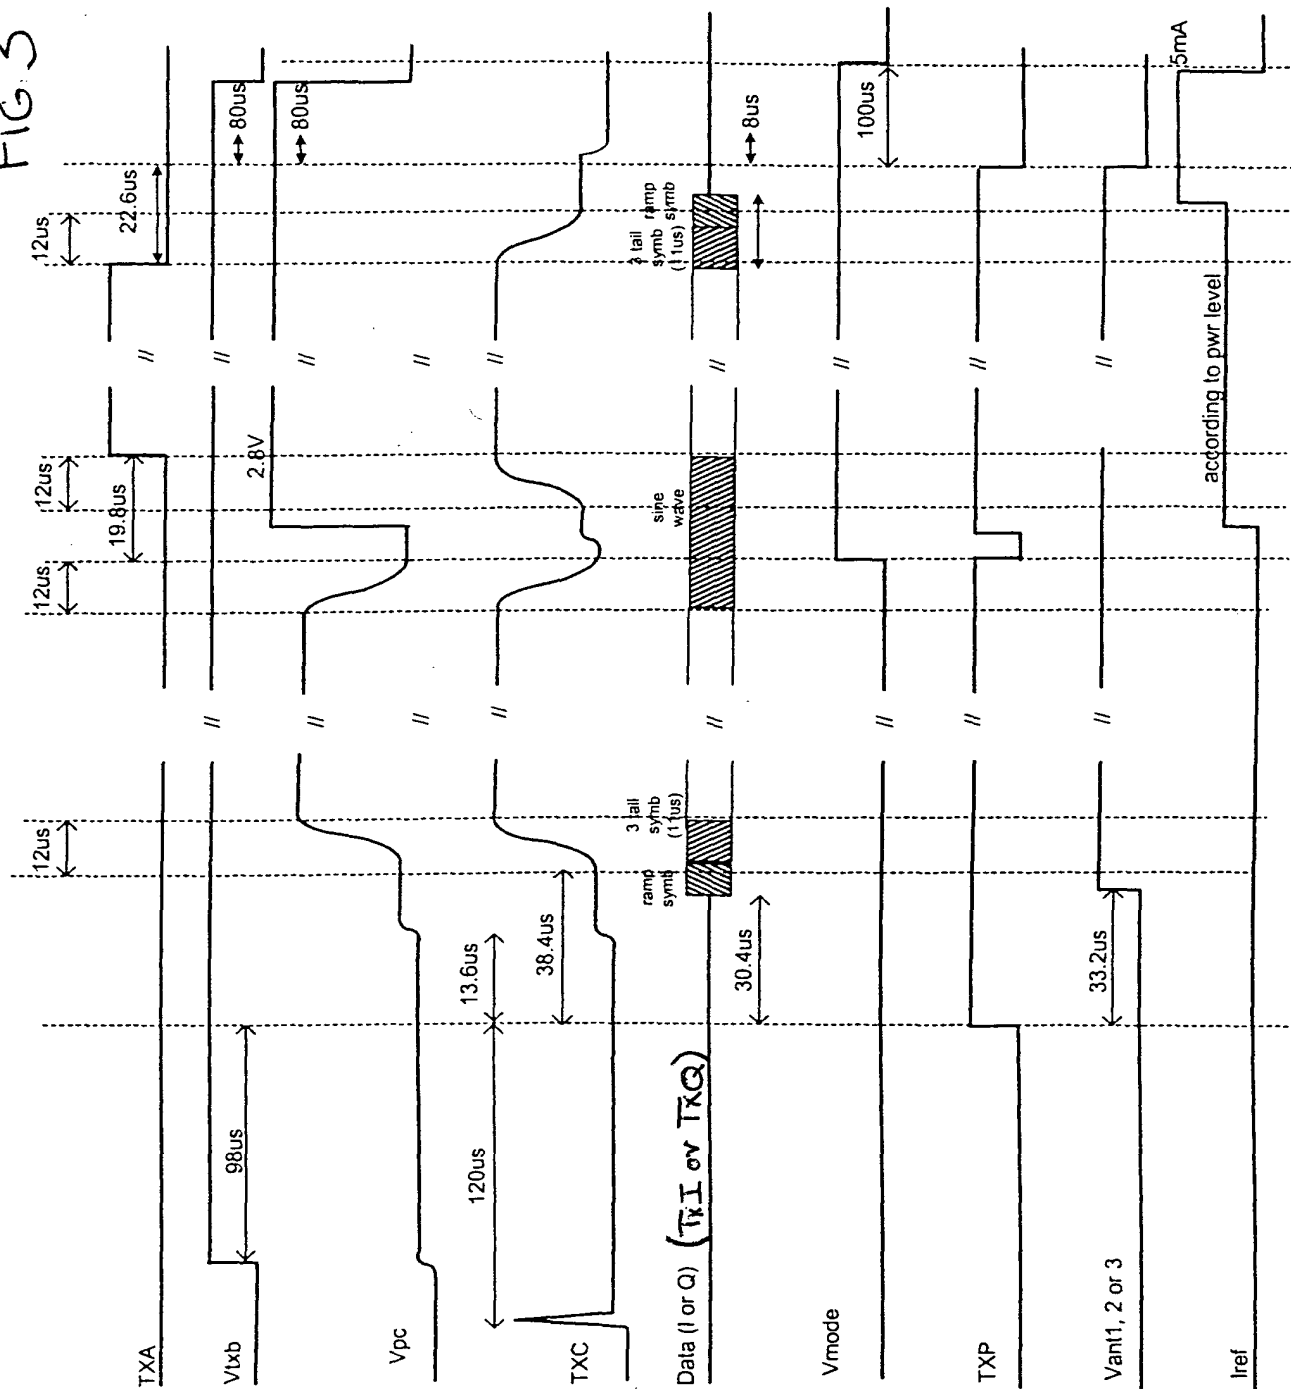 FIG. 3
TXA
12us
12us
19.8us
12us
12us
22.6us
Vtxb
98us
80us
Vpc
2.8V
80us
TXC
120us
13.6us
38.4us
Data (I or Q) (TxI or TxQ)
ramp symb
3 tail symb (11us)
sine wave
3 tail symb (11us)
ramp symb
30.4us
8us
Vmode
100us
TXP
Vant1, 2 or 3
33.2us
Iref
according to pwr level
5mA